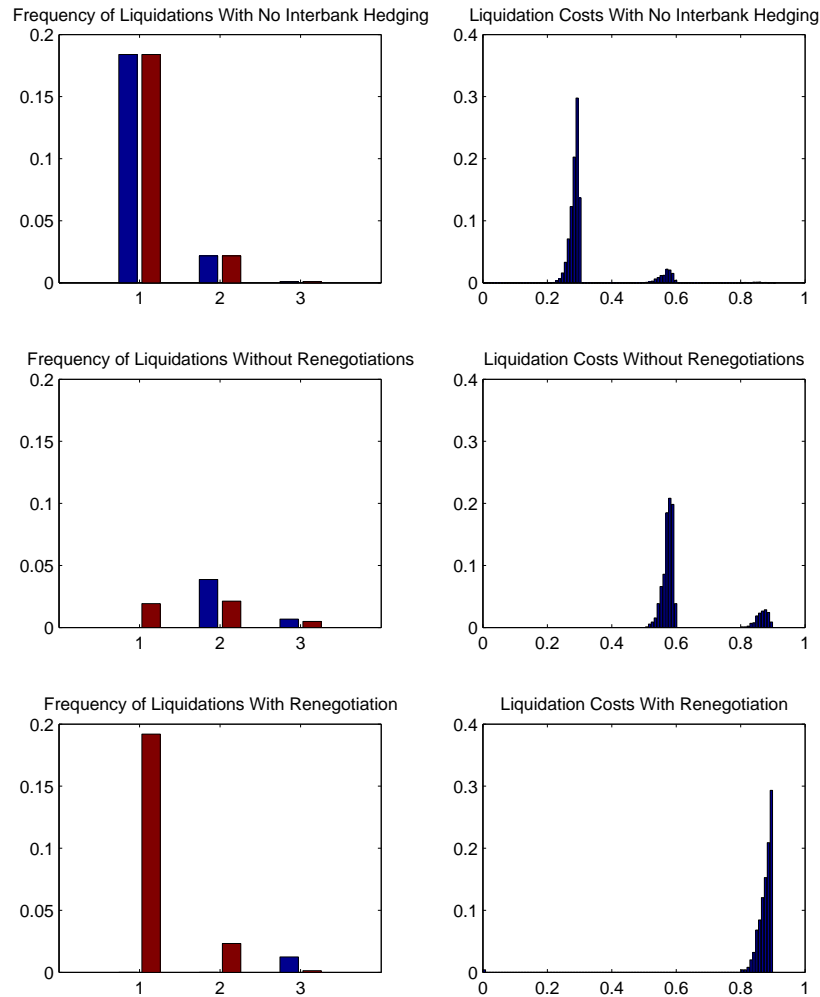 Frequency of Liquidations With No Interbank Hedging
0.2
0.15
0.1
0.05
0
1 2 3
Liquidation Costs With No Interbank Hedging
0.4
0.3
0.2
0.1
0
0 0.2 0.4 0.6 0.8 1
Frequency of Liquidations Without Renegotiations
0.2
0.15
0.1
0.05
0
1 2 3
Liquidation Costs Without Renegotiations
0.4
0.3
0.2
0.1
0
0 0.2 0.4 0.6 0.8 1
Frequency of Liquidations With Renegotiation
0.2
0.15
0.1
0.05
0
1 2 3
Liquidation Costs With Renegotiation
0.4
0.3
0.2
0.1
0
0 0.2 0.4 0.6 0.8 1